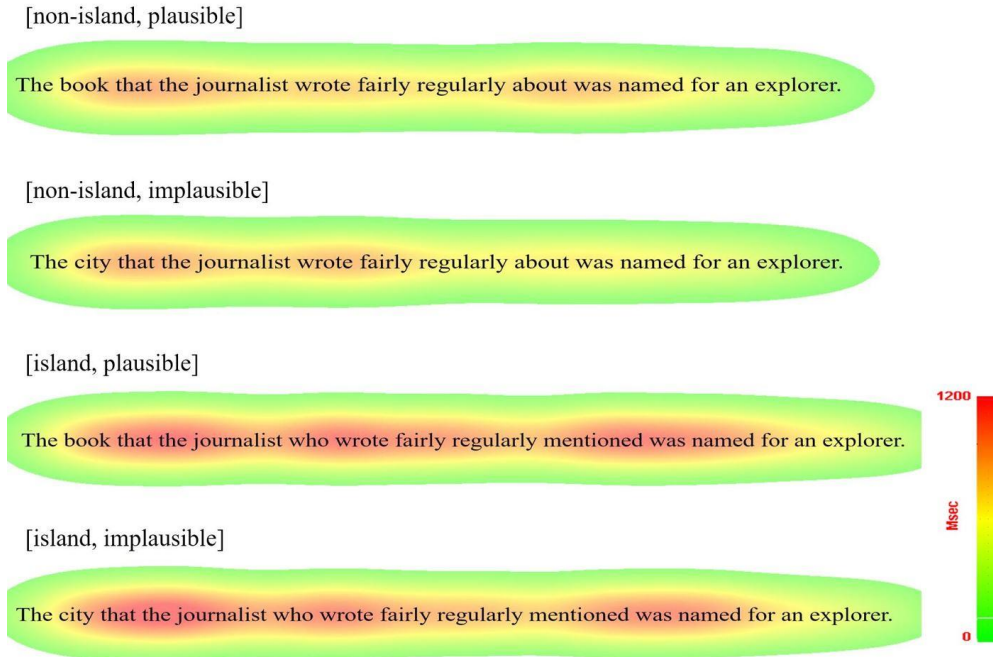 [non-island, plausible]
The book that the journalist wrote fairly regularly about was named for an explorer.
[non-island, implausible]
The city that the journalist wrote fairly regularly about was named for an explorer.
[island, plausible]
The book that the journalist who wrote fairly regularly mentioned was named for an explorer.
[island, implausible]
The city that the journalist who wrote fairly regularly mentioned was named for an explorer.
1200
Msec
0